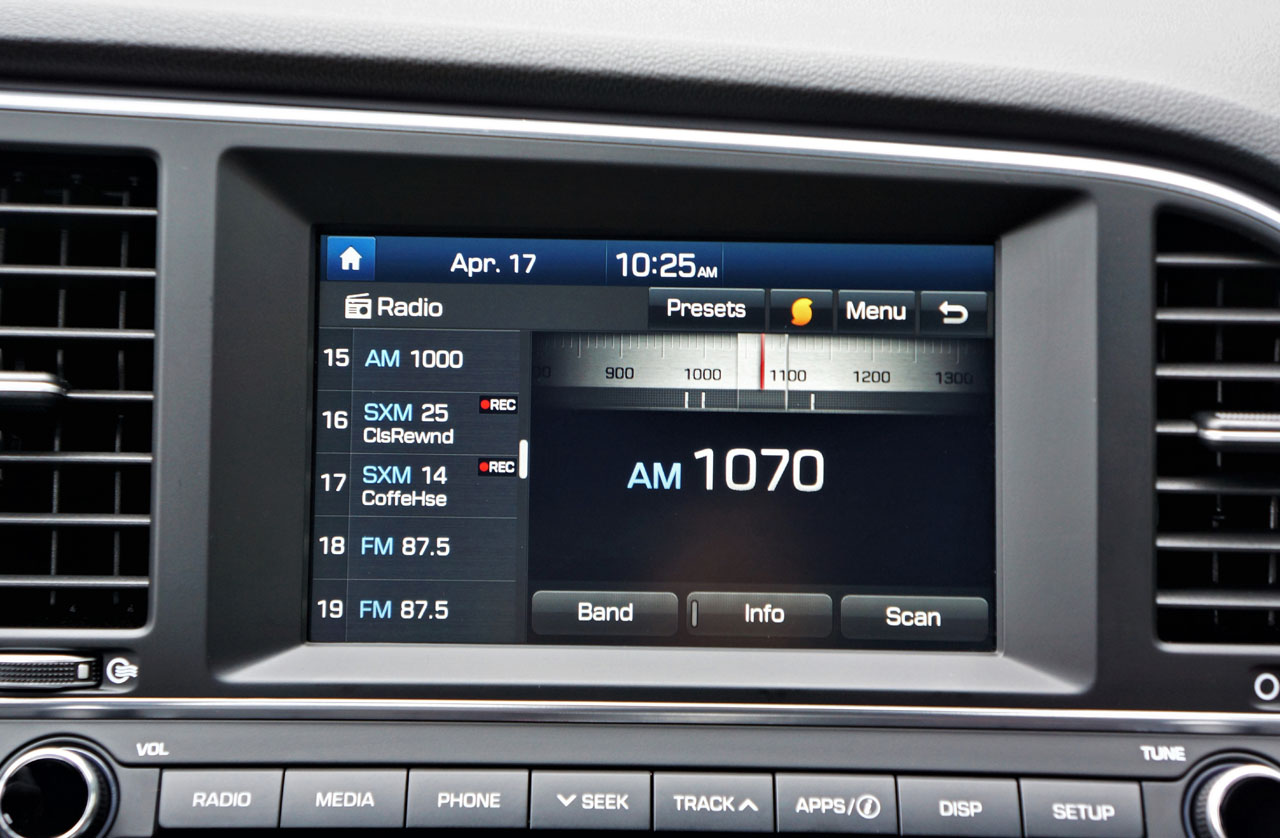 Apr. 17 10:25AM
Radio Presets Menu
15 AM 1000
16 SXM 25 REC
ClsRewnd
17 SXM 14 REC
CoffeHse
18 FM 87.5
19 FM 87.5
900 1000 1100 1200 1300
AM 1070
Band Info Scan
VOL TUNE
RADIO MEDIA PHONE SEEK TRACK APPS/i DISP SETUP